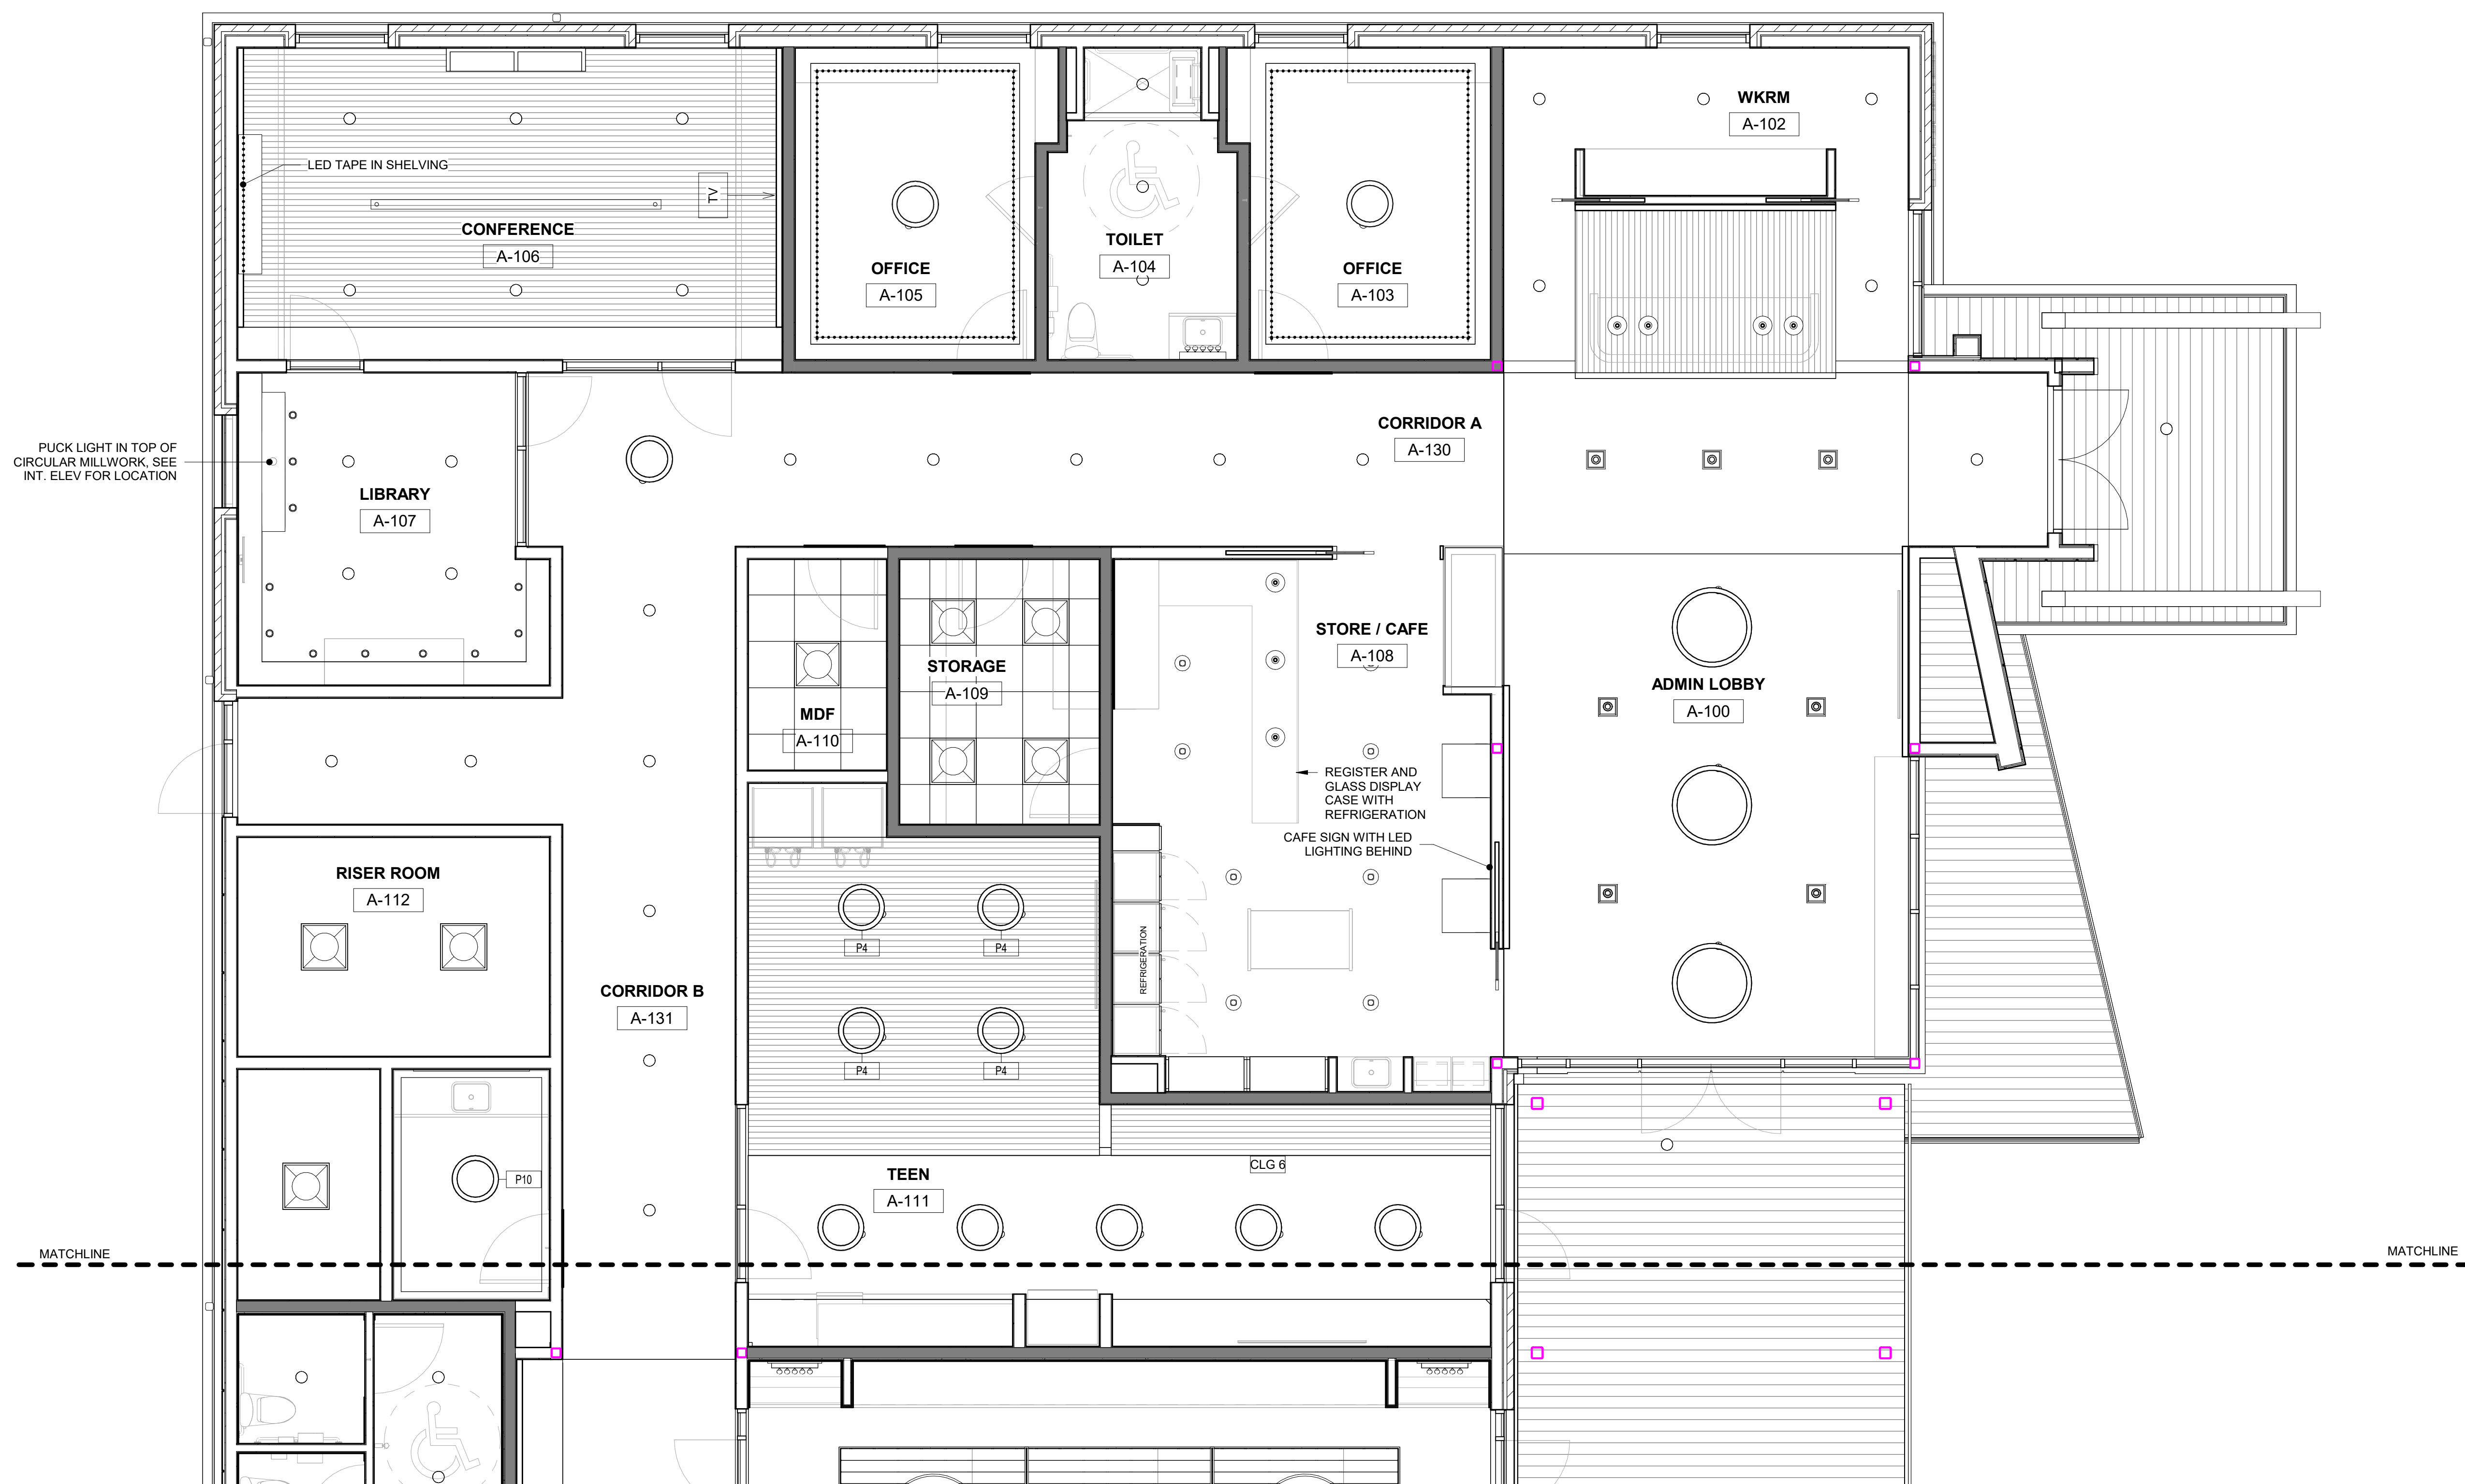 WKRM
A-102
LED TAPE IN SHELVING
TV
CONFERENCE
A-106
TOILET
A-104
OFFICE
A-105
OFFICE
A-103
CORRIDOR A
A-130
PUCK LIGHT IN TOP OF
CIRCULAR MILLWORK, SEE
INT. ELEV FOR LOCATION
LIBRARY
A-107
STORE / CAFE
A-108
STORAGE
A-109
ADMIN LOBBY
A-100
MDF
A-110
REGISTER AND
GLASS DISPLAY
CASE WITH
REFRIGERATION
CAFE SIGN WITH LED
LIGHTING BEHIND
RISER ROOM
A-112
P4
P4
REFRIGERATION
CORRIDOR B
A-131
P4
P4
TEEN
A-111
CLG 6
P10
MATCHLINE
MATCHLINE